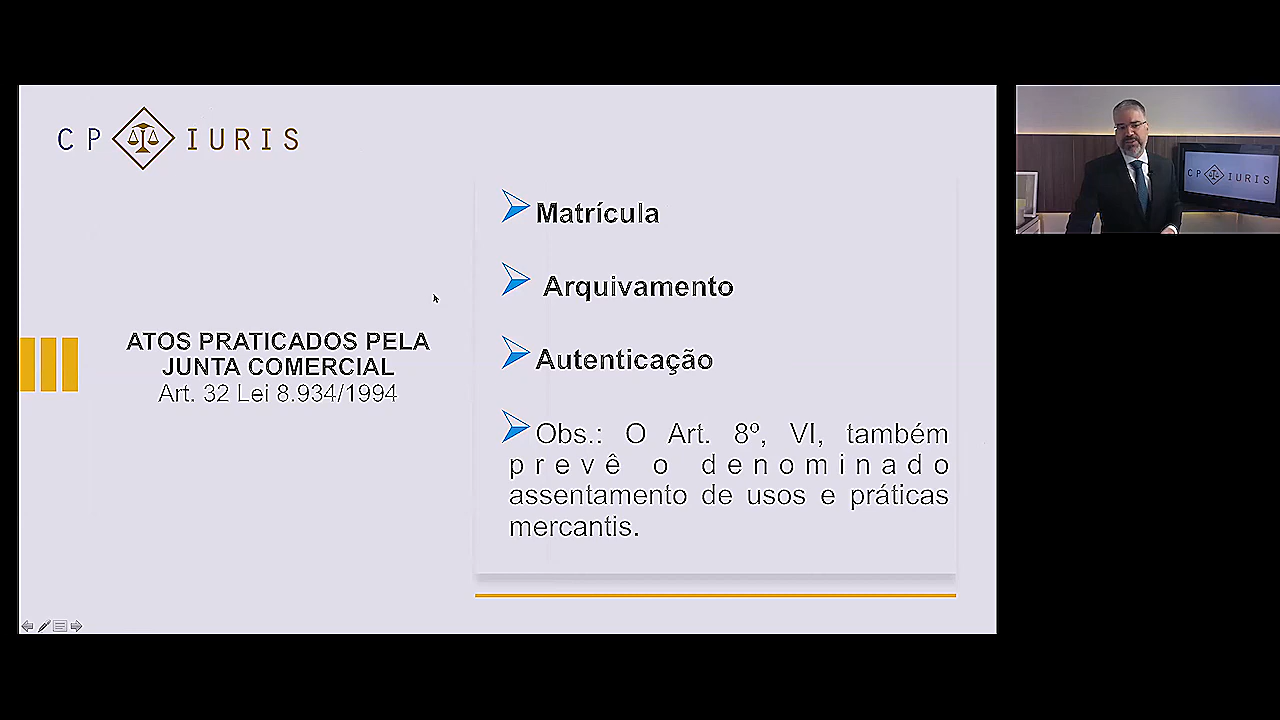 CP IURIS
ATOS PRATICADOS PELA
JUNTA COMERCIAL
Art. 32 Lei 8.934/1994
Matrícula
Arquivamento
Autenticação
Obs.: O Art. 8º, VI, também
prevê o denominado
assentamento de usos e práticas
mercantis.
CP IURIS